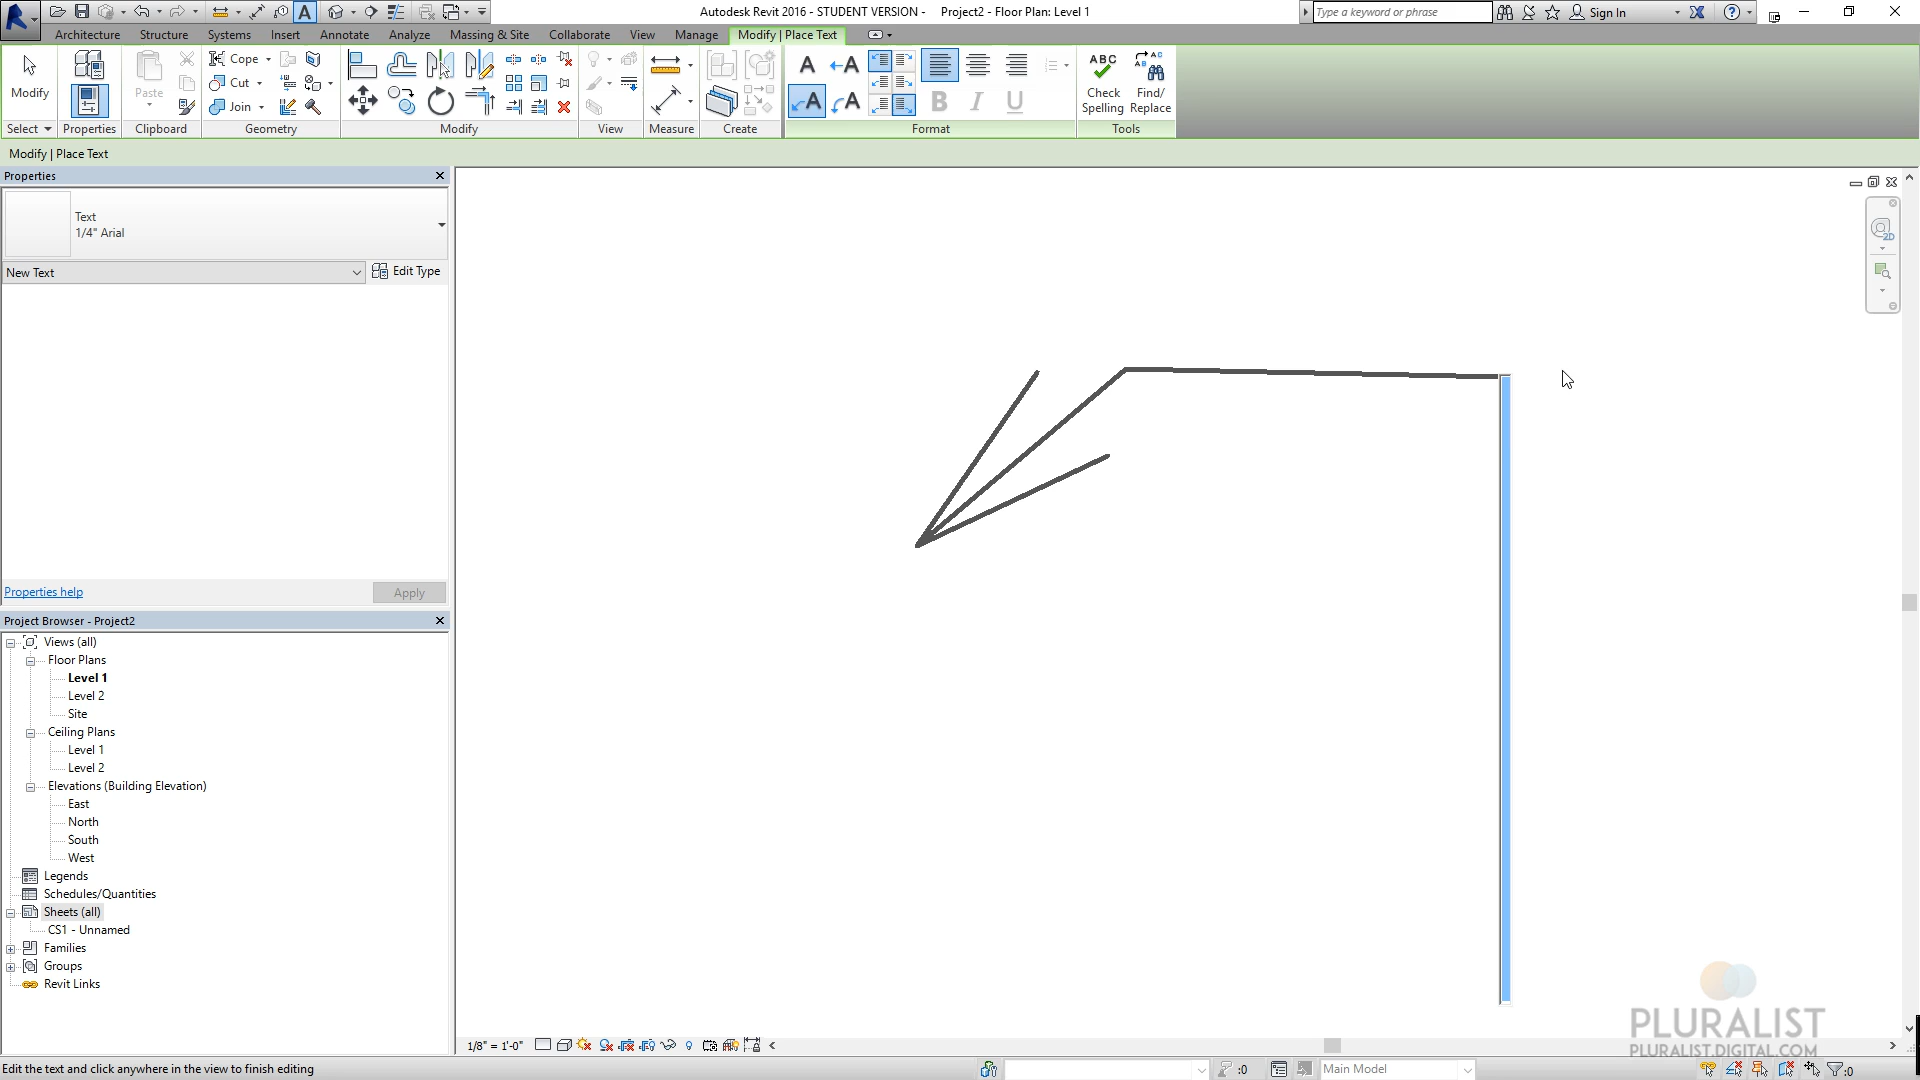 Autodesk Revit 2016 - STUDENT VERSION - Project2 - Floor Plan: Level 1
Type a keyword or phrase
Sign In
Architecture Structure Systems Insert Annotate Analyze Massing & Site Collaborate View Manage Modify | Place Text
Modify
Paste
Cope
Cut
Join
ABC
Check
Spelling
Find/
Replace
Select Properties Clipboard Geometry Modify View Measure Create Format Tools
Modify | Place Text
Properties
Text
1/4" Arial
New Text
Edit Type
Properties help
Apply
Project Browser - Project2
Views (all)
Floor Plans
Level 1
Level 2
Site
Ceiling Plans
Level 1
Level 2
Elevations (Building Elevation)
East
North
South
West
Legends
Schedules/Quantities
Sheets (all)
CS1 - Unnamed
Families
Groups
Revit Links
1/8" = 1'-0"
PLURALIST
PLURALIST.DIGITAL.COM
Edit the text and click anywhere in the view to finish editing
:0
Main Model
:0